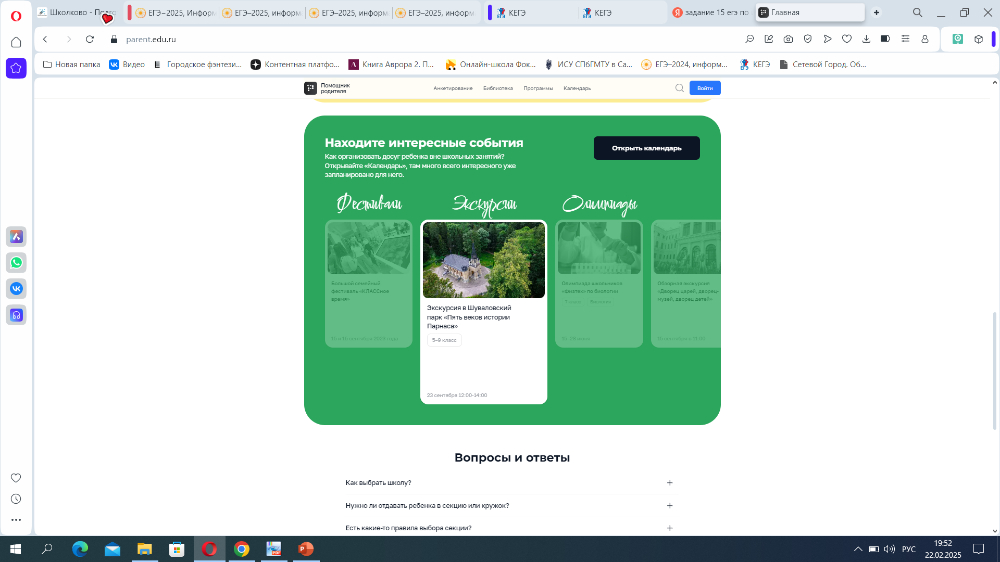 Школково - Подго
ЕГЭ–2025, Информ
ЕГЭ–2025, информ
ЕГЭ–2025, информ
ЕГЭ–2025, информ
КЕГЭ
КЕГЭ
задание 15 егэ по
Главная
parent.edu.ru
Новая папка
Видео
Городское фэнтези...
Контентная платфо...
Книга Аврора 2. П...
Онлайн-школа Фок...
ИСУ СПбГМТУ в Са...
ЕГЭ–2024, информ...
КЕГЭ
Сетевой Город. Об...
Помощник
родителя
Анкетирование
Библиотека
Программы
Календарь
Войти
Находите интересные события
Как организовать досуг ребенка вне школьных занятий?
Открывайте «Календарь», там много всего интересного уже
запланировано для него.
Открыть календарь
Фестивали
Экскурсии
Олимпиады
Большой семейный
фестиваль «КЛАССное
время»
15 и 16 сентября 2023 года
Экскурсия в Шуваловский
парк «Пять веков истории
Парнаса»
5–9 класс
23 сентября 12:00-14:00
Олимпиада школьников
«Физтех» по биологии
7 класс
Биология
15–28 июня
Обзорная экскурсия
«Дворец царей, дворец-
музей, дворец детей»
15 сентября в 11:00
Вопросы и ответы
Как выбрать школу?
Нужно ли отдавать ребенка в секцию или кружок?
Есть какие-то правила выбора секции?
РУС
19:52
22.02.2025